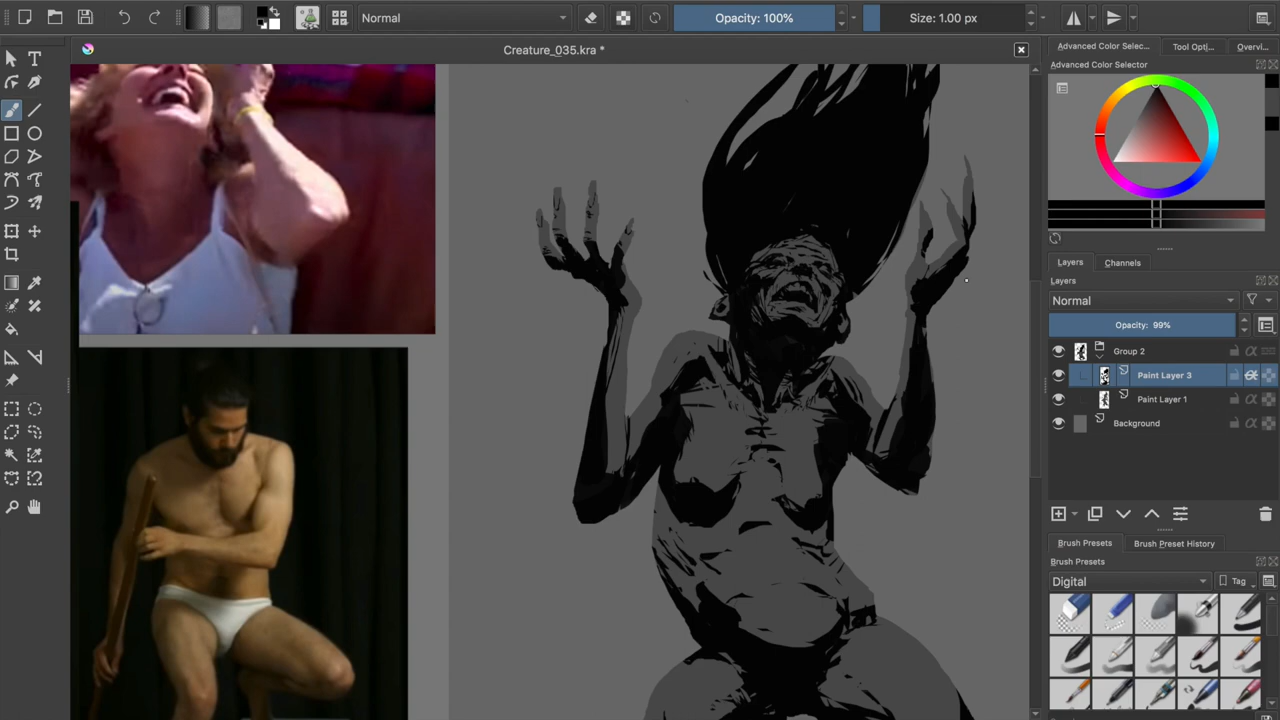 Normal
Opacity: 100%
Size: 1.00 px
Creature_035.kra *
Advanced Color Selec...
Tool Opti...
Overvi...
Advanced Color Selector
Layers
Channels
Layers
Normal
Opacity: 99%
Group 2
Paint Layer 3
Paint Layer 1
Background
Brush Presets
Brush Preset History
Brush Presets
Digital
Tag